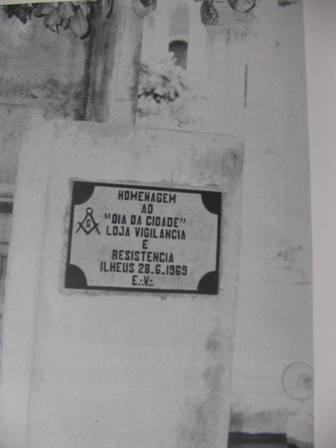 HOMENAGEM
AO
"DIA DA CIDADE"
LOJA VIGILANCIA
E
RESISTENCIA
ILHEUS 28.6.1969
E∴V∴